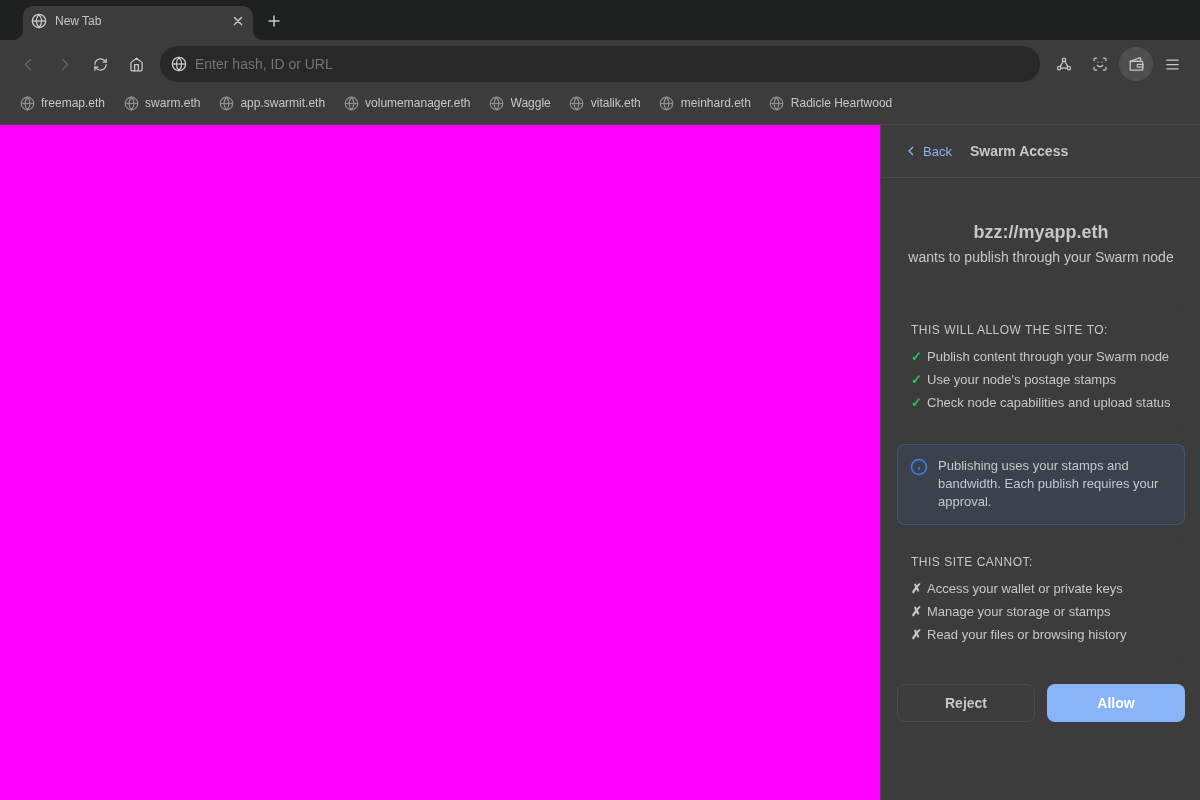 New Tab
Enter hash, ID or URL
freemap.eth
swarm.eth
app.swarmit.eth
volumemanager.eth
Waggle
vitalik.eth
meinhard.eth
Radicle Heartwood
Back
Swarm Access
bzz://myapp.eth
wants to publish through your Swarm node
THIS WILL ALLOW THE SITE TO:
✓ Publish content through your Swarm node
✓ Use your node's postage stamps
✓ Check node capabilities and upload status
Publishing uses your stamps and
bandwidth. Each publish requires your
approval.
THIS SITE CANNOT:
✗ Access your wallet or private keys
✗ Manage your storage or stamps
✗ Read your files or browsing history
Reject
Allow